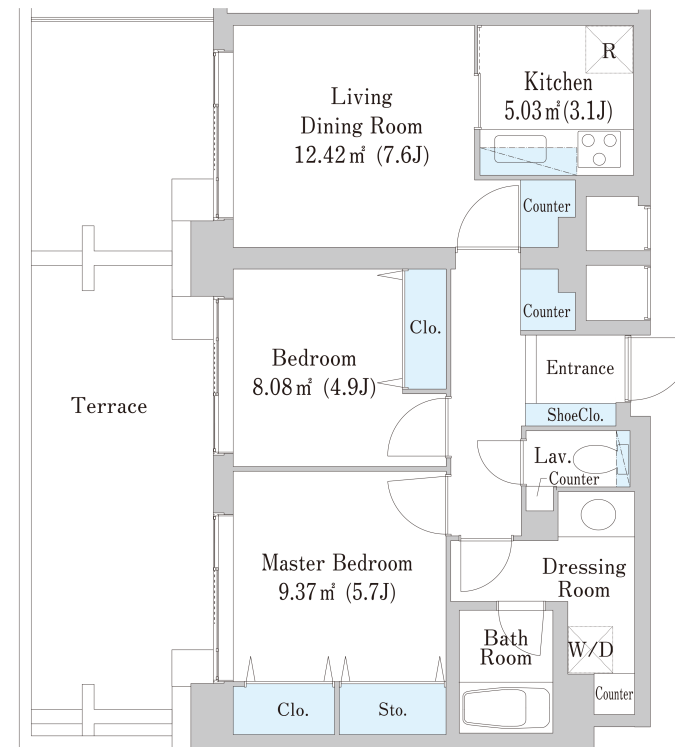 R
Kitchen
5.03㎡(3.1J)
Living
Dining Room
12.42㎡ (7.6J)
Counter
Counter
Clo.
Bedroom
8.08㎡ (4.9J)
Entrance
Terrace
ShoeClo.
Lav.
Counter
Master Bedroom
9.37㎡ (5.7J)
Dressing
Room
Bath
Room
W/D
Counter
Clo.
Sto.